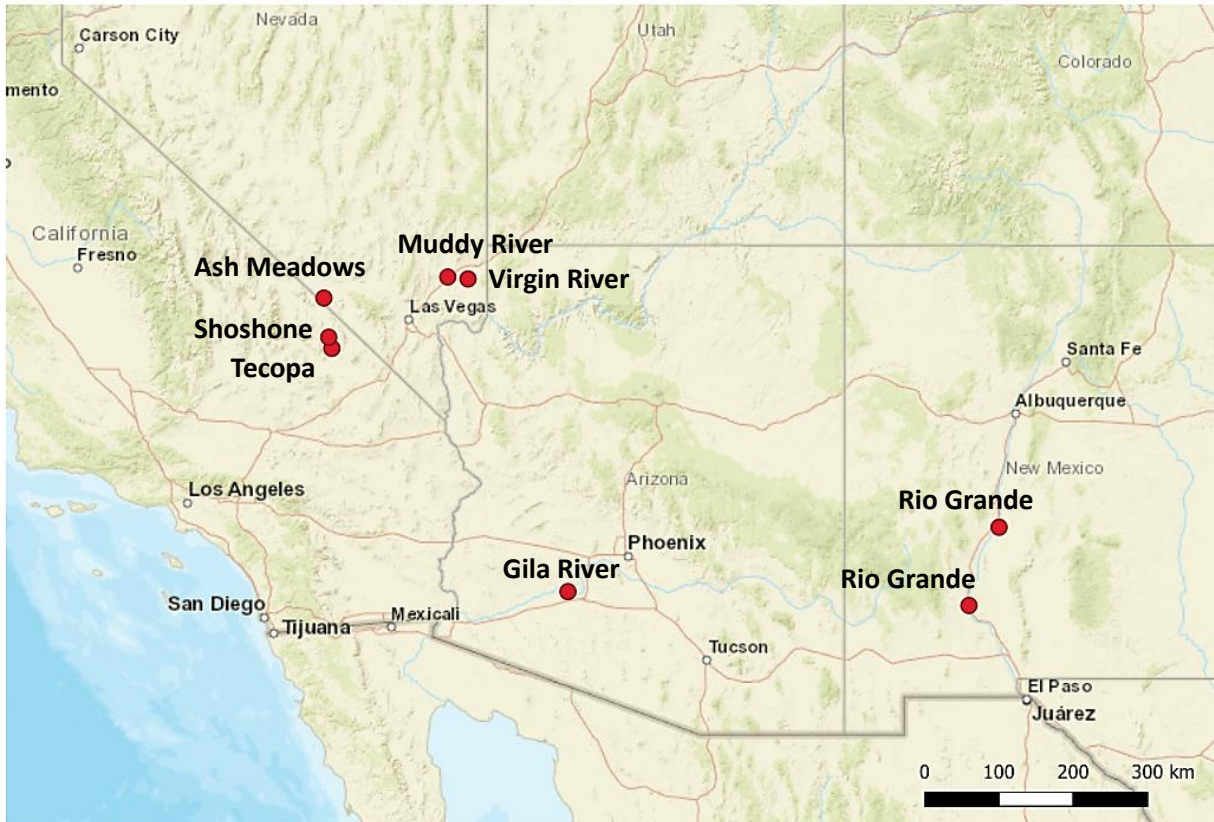 Nevada
Carson City
Utah
Colorado
mento
California
Fresno
Muddy River
Ash Meadows
Virgin River
Las Vegas
Shoshone
Tecopa
Santa Fe
Albuquerque
Arizona
New Mexico
Los Angeles
Rio Grande
Phoenix
Gila River
Rio Grande
San Diego
Mexicali
Tijuana
Tucson
El Paso
Juárez
0 100 200 300 km